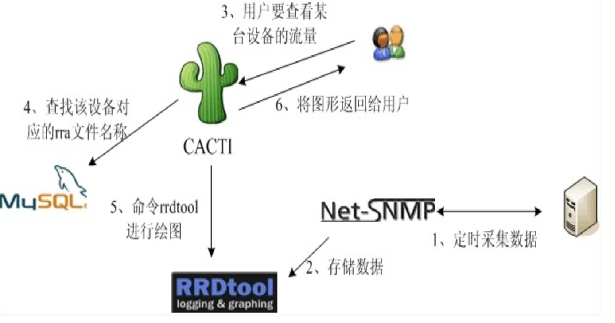 3、用户要查看某
台设备的流量
4、查找该设备对
应的rra文件名称
6、将图形返回给用户
CACTI
MySQL
5、命令rrdtool
进行绘图
Net-SNMP
1、定时采集数据
2、存储数据
RRDtool
logging & graphing